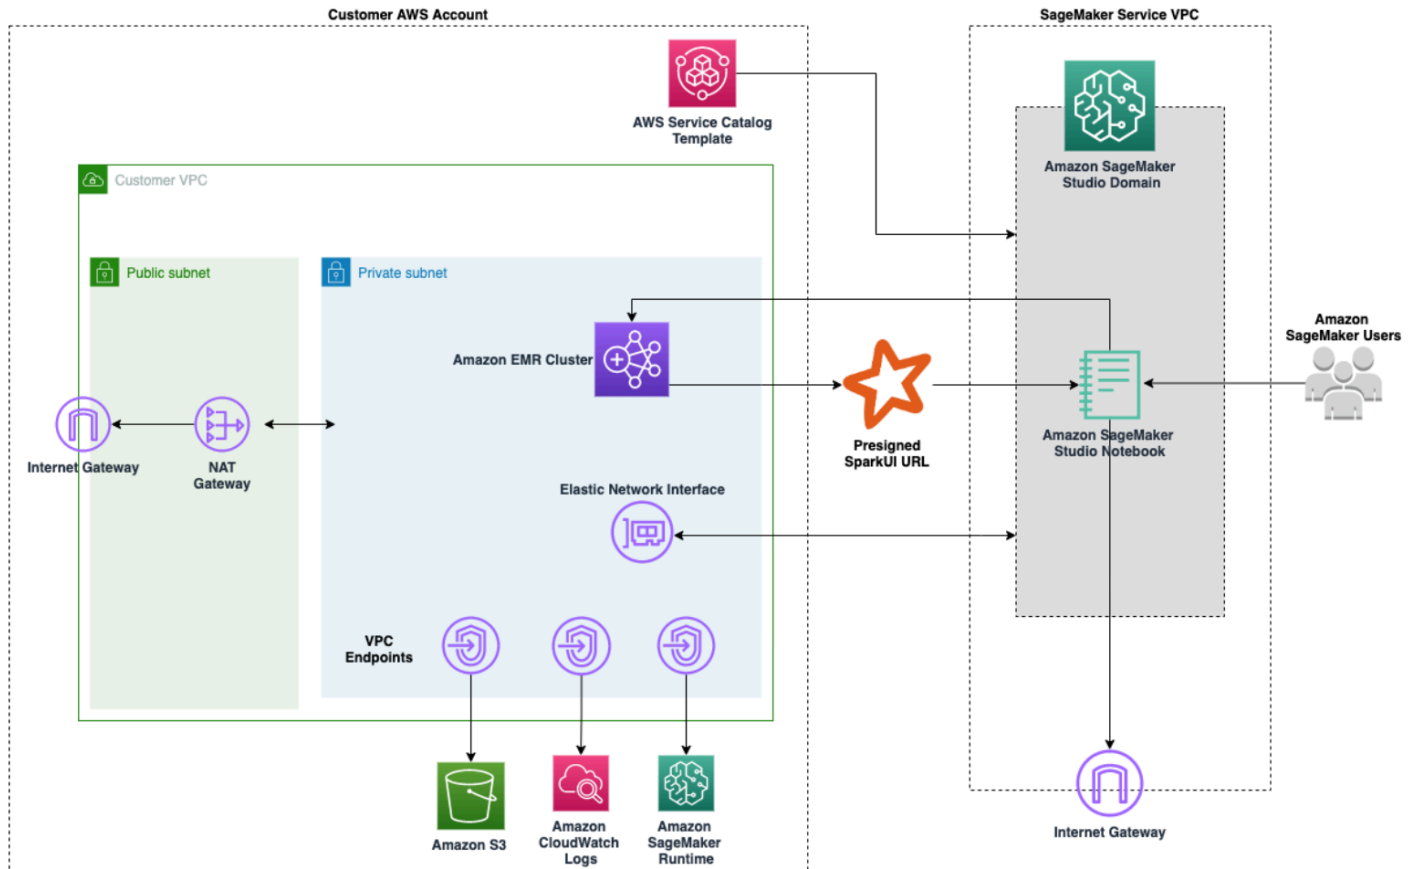 Customer AWS Account
SageMaker Service VPC
AWS Service Catalog
Template
Amazon SageMaker
Studio Domain
Customer VPC
Public subnet
Private subnet
Amazon EMR Cluster
Presigned
SparkUI URL
Amazon
SageMaker Users
Amazon SageMaker
Studio Notebook
Internet Gateway
NAT
Gateway
Elastic Network Interface
VPC
Endpoints
Amazon S3
Amazon
CloudWatch
Logs
Amazon
SageMaker
Runtime
Internet Gateway